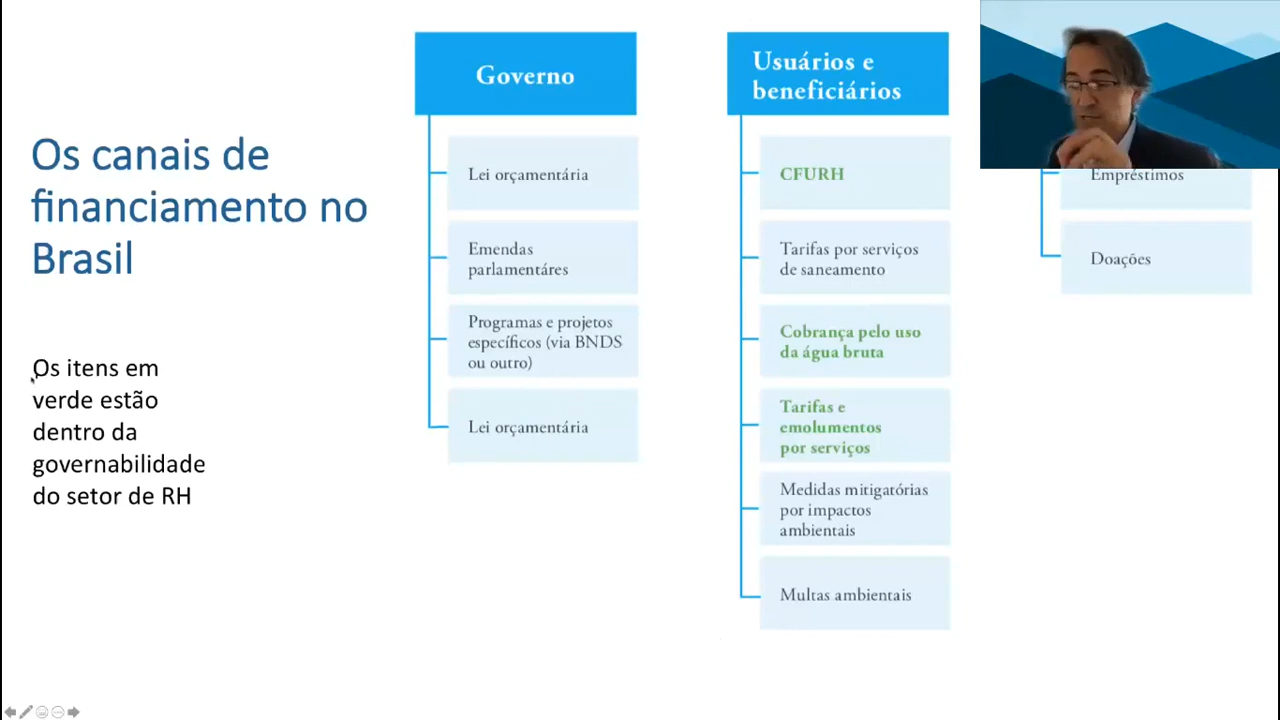 Os canais de
financiamento no
Brasil
Os itens em
verde estão
dentro da
governabilidade
do setor de RH
Governo
Lei orçamentária
Emendas
parlamentáres
Programas e projetos
específicos (via BNDS
ou outro)
Lei orçamentária
Usuários e
beneficiários
CFURH
Tarifas por serviços
de saneamento
Cobrança pelo uso
da água bruta
Tarifas e
emolumentos
por serviços
Medidas mitigatórias
por impactos
ambientais
Multas ambientais
Empréstimos
Doações